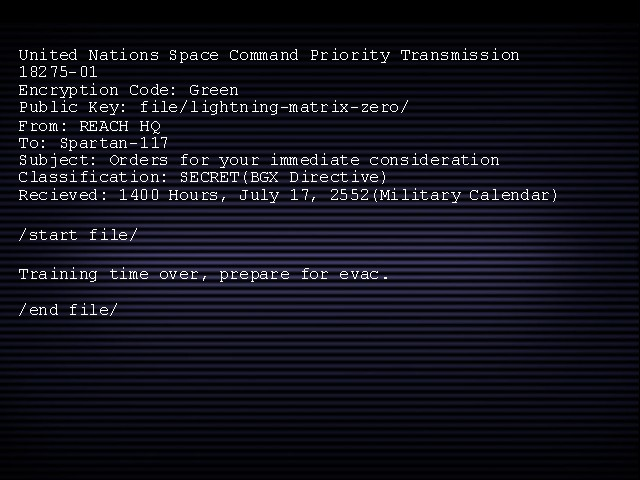 United Nations Space Command Priority Transmission
18275-01
Encryption Code: Green
Public Key: file/lightning-matrix-zero/
From: REACH HQ
To: Spartan-117
Subject: Orders for your immediate consideration
Classification: SECRET(BGX Directive)
Recieved: 1400 Hours, July 17, 2552(Military Calendar)
/start file/
Training time over, prepare for evac.
/end file/